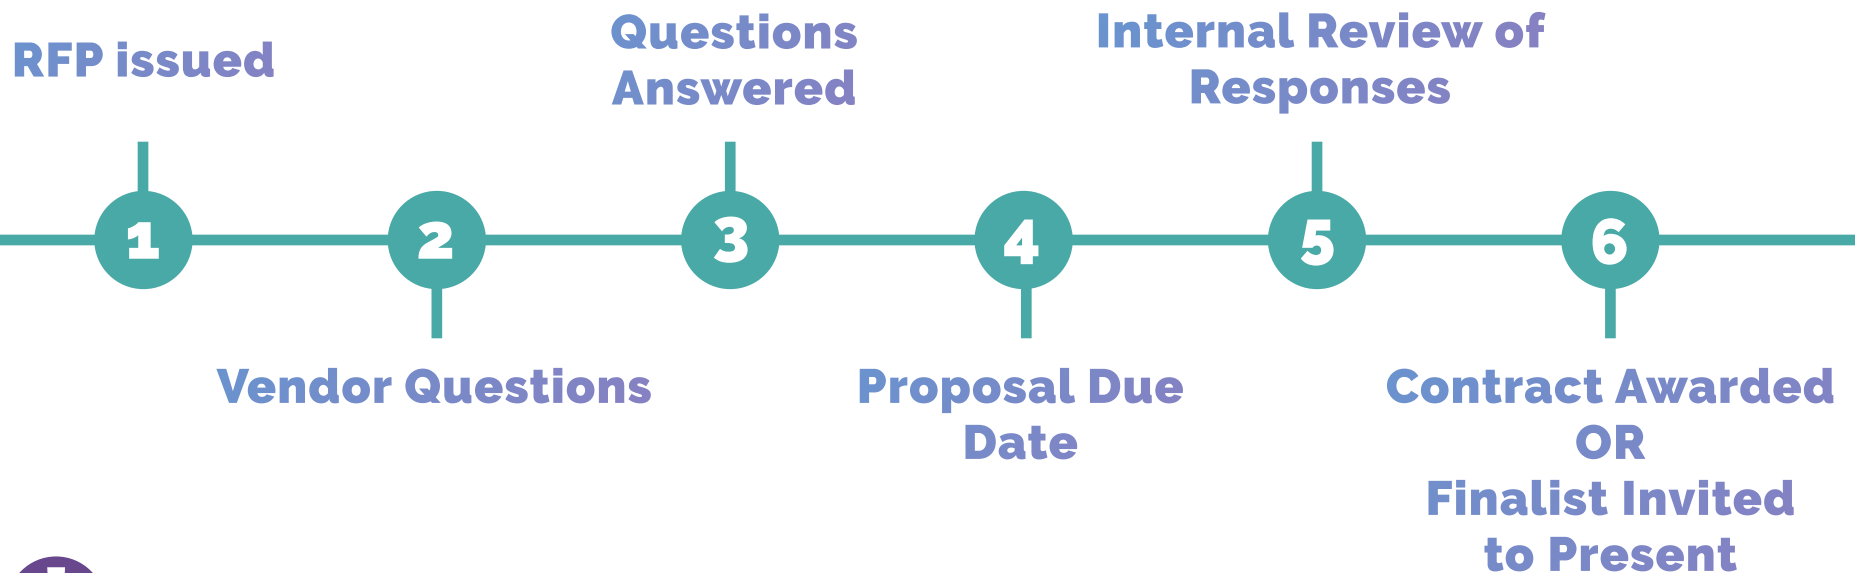 RFP issued
1
Vendor Questions
2
Questions
Answered
3
Proposal Due
Date
4
Internal Review of
Responses
5
Contract Awarded
OR
Finalist Invited
to Present
6